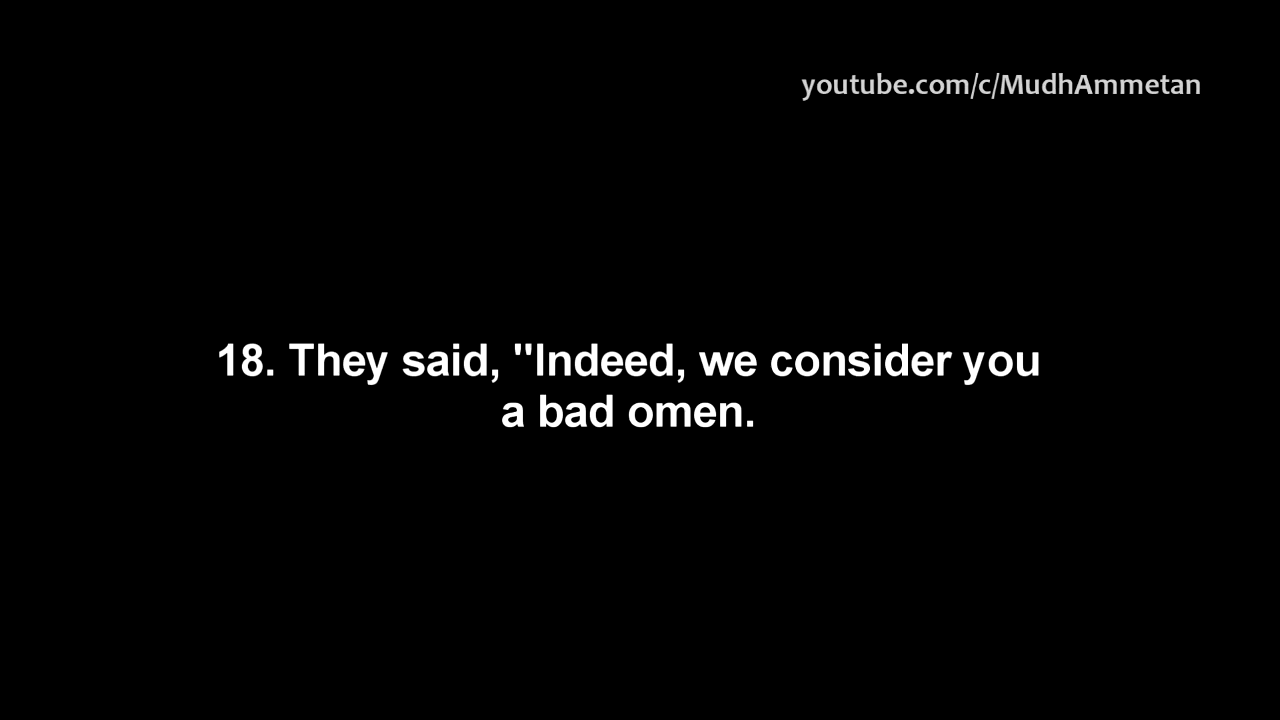 youtube.com/c/MudhAmmetan
18. They said, "Indeed, we consider you
a bad omen.